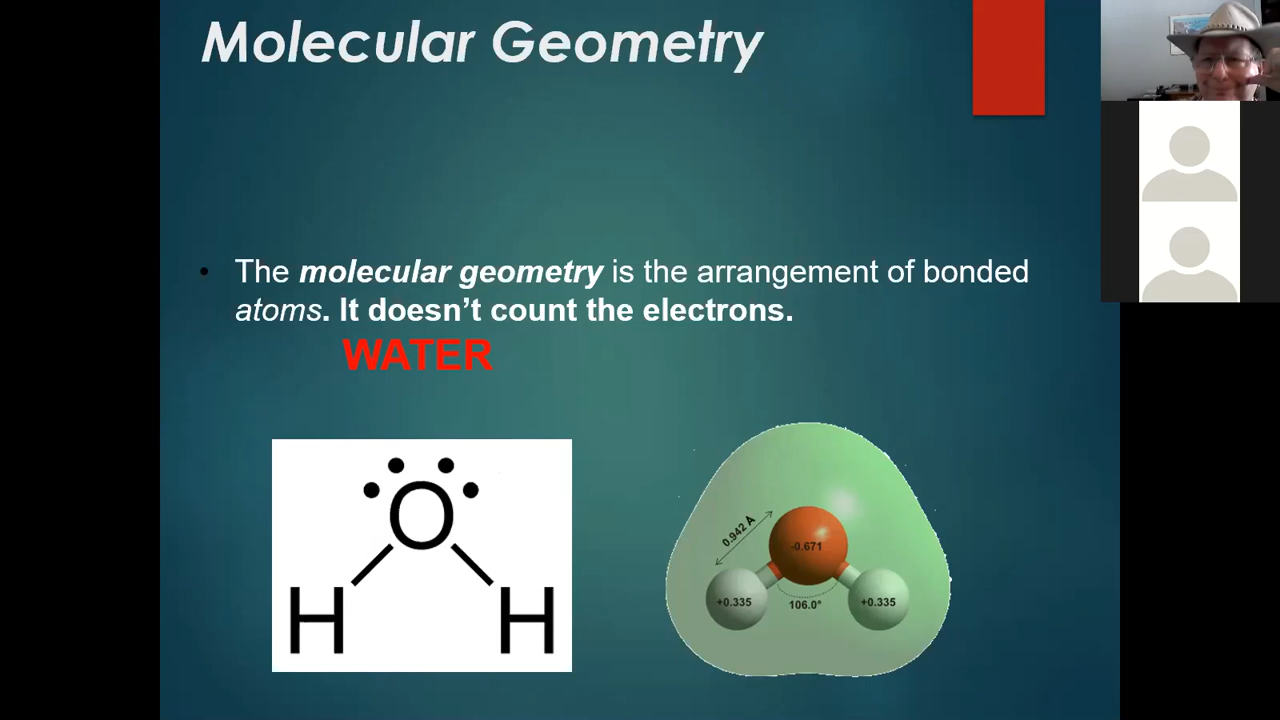 Molecular Geometry
• The molecular geometry is the arrangement of bonded
atoms. It doesn’t count the electrons.
WATER
O
H H
0.942 Å
-0.671
+0.335 +0.335
106.0°